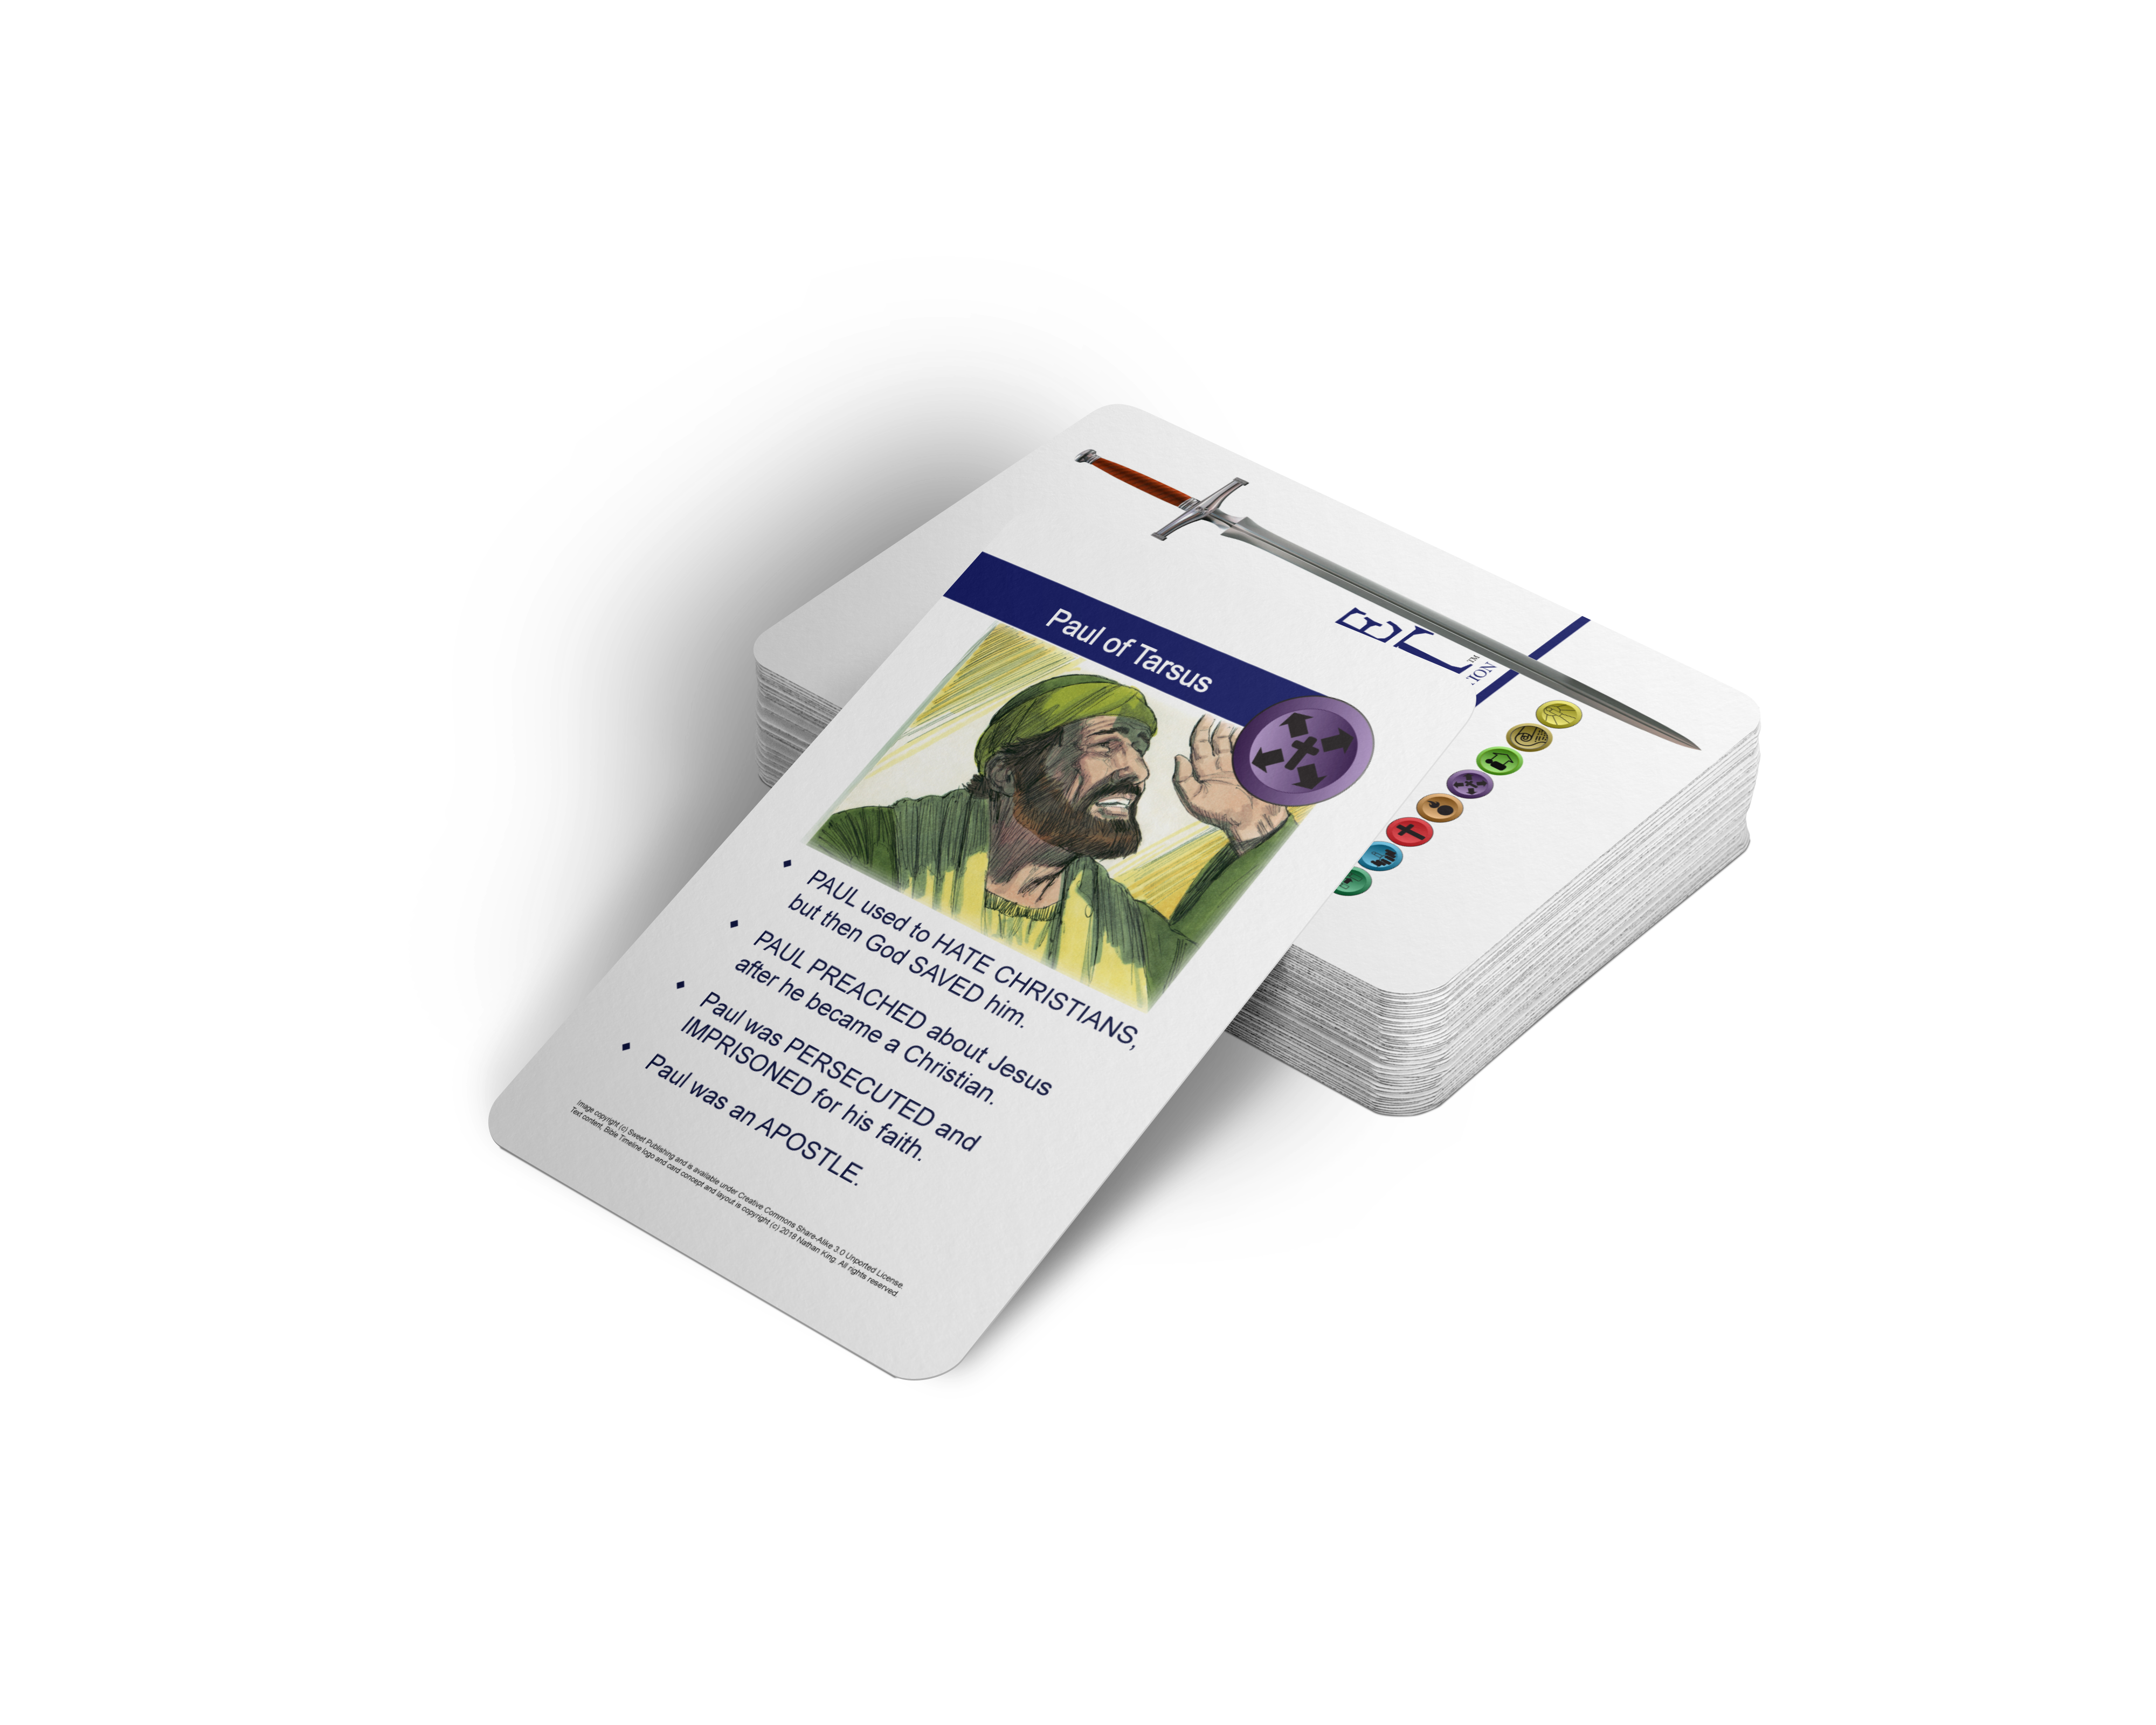 Paul of Tarsus
PAUL used to HATE CHRISTIANS,
but then God SAVED him.
PAUL PREACHED about Jesus
after he became a Christian.
Paul was PERSECUTED and
IMPRISONED for his faith.
Paul was an APOSTLE.
Image copyright (c) Sweet Publishing and is available under Creative Commons Share-Alike 3.0 Unported License.
Text content, Bible Timeline logo and card concept and layout is copyright (c) 2018 Nathan King. All rights reserved.
TM
ION